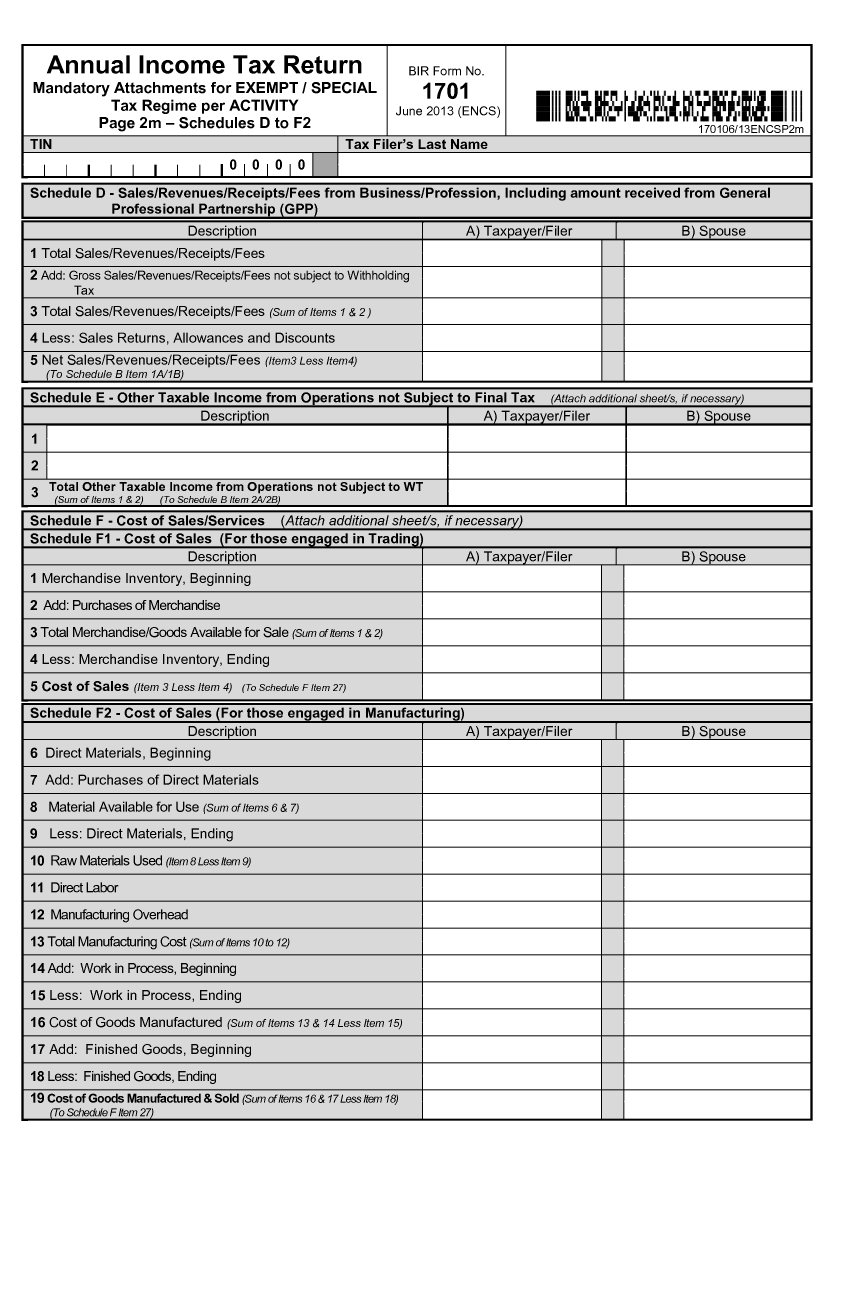 Annual Income Tax Return
Mandatory Attachments for EXEMPT / SPECIAL
Tax Regime per ACTIVITY
Page 2m – Schedules D to F2
BIR Form No.
1701
June 2013 (ENCS)
170106/13ENCSP2m
TIN
Tax Filer's Last Name
0 0 0 0
Schedule D - Sales/Revenues/Receipts/Fees from Business/Profession, Including amount received from General
Professional Partnership (GPP)
Description A) Taxpayer/Filer B) Spouse
1 Total Sales/Revenues/Receipts/Fees
2 Add: Gross Sales/Revenues/Receipts/Fees not subject to Withholding
Tax
3 Total Sales/Revenues/Receipts/Fees (Sum of Items 1 & 2 )
4 Less: Sales Returns, Allowances and Discounts
5 Net Sales/Revenues/Receipts/Fees (Item3 Less Item4)
(To Schedule B Item 1A/1B)
Schedule E - Other Taxable Income from Operations not Subject to Final Tax (Attach additional sheet/s, if necessary)
Description A) Taxpayer/Filer B) Spouse
1
2
3 Total Other Taxable Income from Operations not Subject to WT
(Sum of Items 1 & 2) (To Schedule B Item 2A/2B)
Schedule F - Cost of Sales/Services (Attach additional sheet/s, if necessary)
Schedule F1 - Cost of Sales (For those engaged in Trading)
Description A) Taxpayer/Filer B) Spouse
1 Merchandise Inventory, Beginning
2 Add: Purchases of Merchandise
3 Total Merchandise/Goods Available for Sale (Sum of Items 1 & 2)
4 Less: Merchandise Inventory, Ending
5 Cost of Sales (Item 3 Less Item 4) (To Schedule F Item 27)
Schedule F2 - Cost of Sales (For those engaged in Manufacturing)
Description A) Taxpayer/Filer B) Spouse
6 Direct Materials, Beginning
7 Add: Purchases of Direct Materials
8 Material Available for Use (Sum of Items 6 & 7)
9 Less: Direct Materials, Ending
10 Raw Materials Used (Item 8 Less Item 9)
11 Direct Labor
12 Manufacturing Overhead
13 Total Manufacturing Cost (Sum of Items 10 to 12)
14 Add: Work in Process, Beginning
15 Less: Work in Process, Ending
16 Cost of Goods Manufactured (Sum of Items 13 & 14 Less Item 15)
17 Add: Finished Goods, Beginning
18 Less: Finished Goods, Ending
19 Cost of Goods Manufactured & Sold (Sum of Items 16 & 17 Less Item 18)
(To Schedule F Item 27)